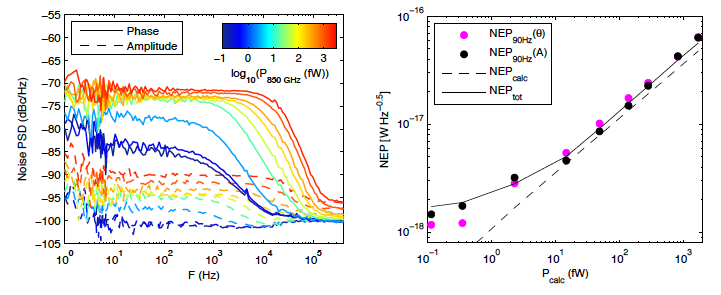 −55
−60
−65
−70
−75
−80
−85
−90
−95
−100
−105
Noise PSD (dBc/Hz)
Phase
Amplitude
−1 0 1 2 3
log10(P850 GHz (fW))
10^0 10^1 10^2 10^3 10^4 10^5
F (Hz)
10^−16
10^−17
10^−18
NEP [W Hz^−0.5]
NEP90Hz(θ)
NEP90Hz(A)
NEPcalc
NEPtot
10^−1 10^0 10^1 10^2 10^3
Pcalc (fW)